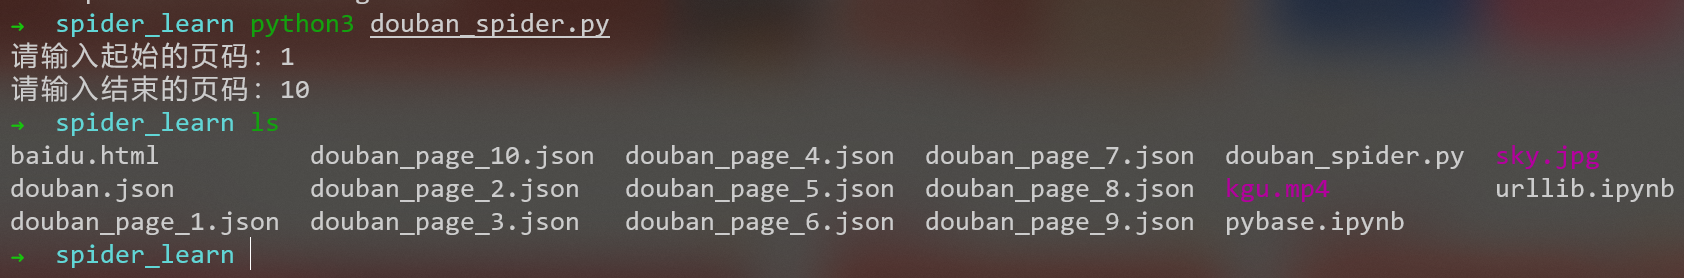 → spider_learn python3 douban_spider.py
请输入起始的页码：1
请输入结束的页码：10
→ spider_learn ls
baidu.html douban_page_10.json douban_page_4.json douban_page_7.json douban_spider.py sky.jpg
douban.json douban_page_2.json douban_page_5.json douban_page_8.json kgu.mp4 urllib.ipynb
douban_page_1.json douban_page_3.json douban_page_6.json douban_page_9.json pybase.ipynb
→ spider_learn